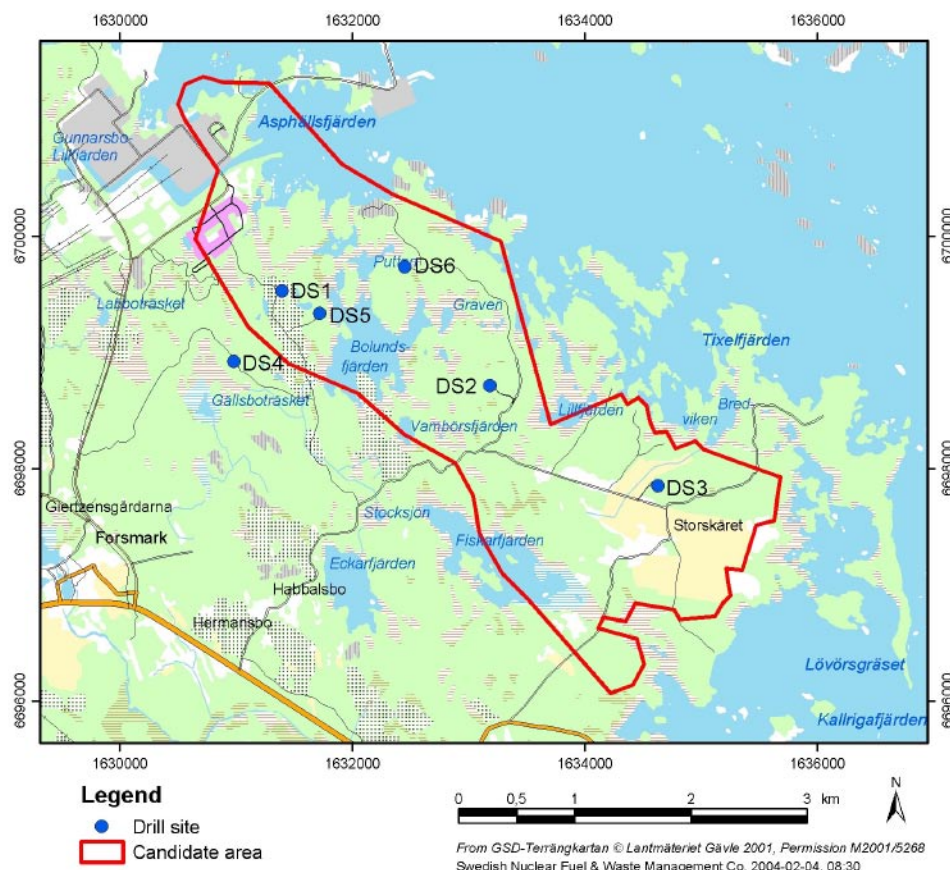 1630000
1632000
1634000
1636000
Asphällsfjärden
Gunnarsbo-
Lillfjärden
6700000
6700000
Putten
DS6
DS1
Labboträsket
Graven
DS5
Tixelfjärden
Bolunds-
fjärden
DS4
DS2
Gällsboträsket
Lillfjärden
Bred-
viken
Vambörsfjärden
6698000
6698000
DS3
Giertzensgårdarna
Stocksjön
Storskäret
Forsmark
Fiskarfjärden
Eckarfjärden
Habbalsbo
Hermansbo
Lövörsgräset
6696000
6696000
Kallrigafjärden
1630000
1632000
1634000
1636000
Legend
Drill site
Candidate area
0 0,5 1 2 3 km
N
From GSD-Terrängkartan © Lantmäteriet Gävle 2001, Permission M2001/5268
Swedish Nuclear Fuel & Waste Management Co, 2004-02-04, 08:30